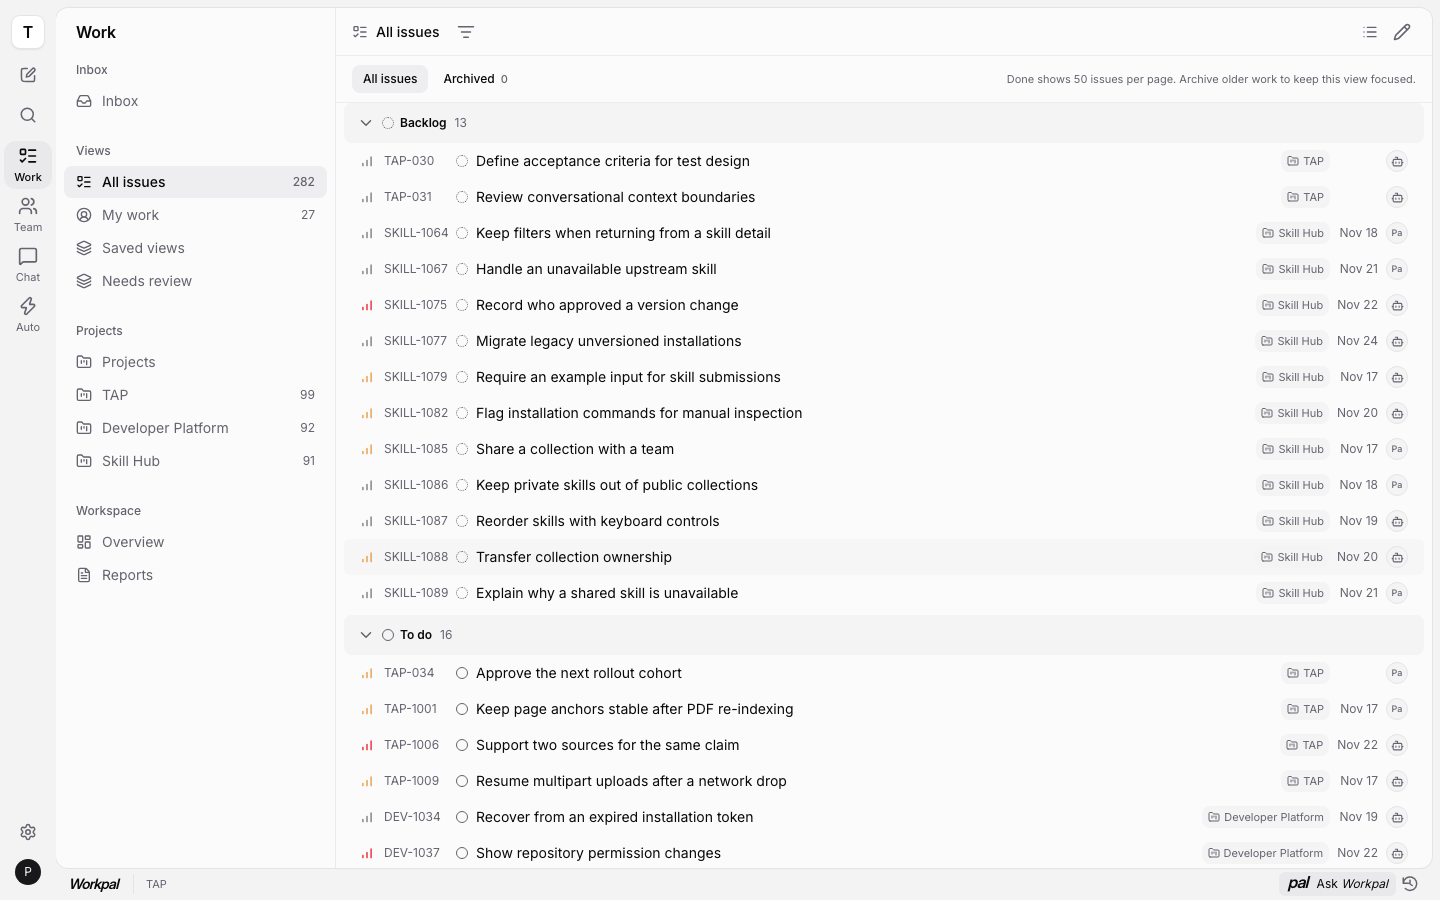 T
Work
Team
Chat
Auto
P
Work
Inbox
Inbox
Views
All issues 282
My work 27
Saved views
Needs review
Projects
Projects
TAP 99
Developer Platform 92
Skill Hub 91
Workspace
Overview
Reports
All issues
All issues Archived 0 Done shows 50 issues per page. Archive older work to keep this view focused.
Backlog 13
TAP-030 Define acceptance criteria for test design TAP
TAP-031 Review conversational context boundaries TAP
SKILL-1064 Keep filters when returning from a skill detail Skill Hub Nov 18 Pa
SKILL-1067 Handle an unavailable upstream skill Skill Hub Nov 21 Pa
SKILL-1075 Record who approved a version change Skill Hub Nov 22
SKILL-1077 Migrate legacy unversioned installations Skill Hub Nov 24
SKILL-1079 Require an example input for skill submissions Skill Hub Nov 17
SKILL-1082 Flag installation commands for manual inspection Skill Hub Nov 20
SKILL-1085 Share a collection with a team Skill Hub Nov 17 Pa
SKILL-1086 Keep private skills out of public collections Skill Hub Nov 18 Pa
SKILL-1087 Reorder skills with keyboard controls Skill Hub Nov 19
SKILL-1088 Transfer collection ownership Skill Hub Nov 20
SKILL-1089 Explain why a shared skill is unavailable Skill Hub Nov 21 Pa
To do 16
TAP-034 Approve the next rollout cohort TAP Pa
TAP-1001 Keep page anchors stable after PDF re-indexing TAP Nov 17 Pa
TAP-1006 Support two sources for the same claim TAP Nov 22
TAP-1009 Resume multipart uploads after a network drop TAP Nov 17
DEV-1034 Recover from an expired installation token Developer Platform Nov 19
DEV-1037 Show repository permission changes Developer Platform Nov 22
Workpal TAP pal Ask Workpal